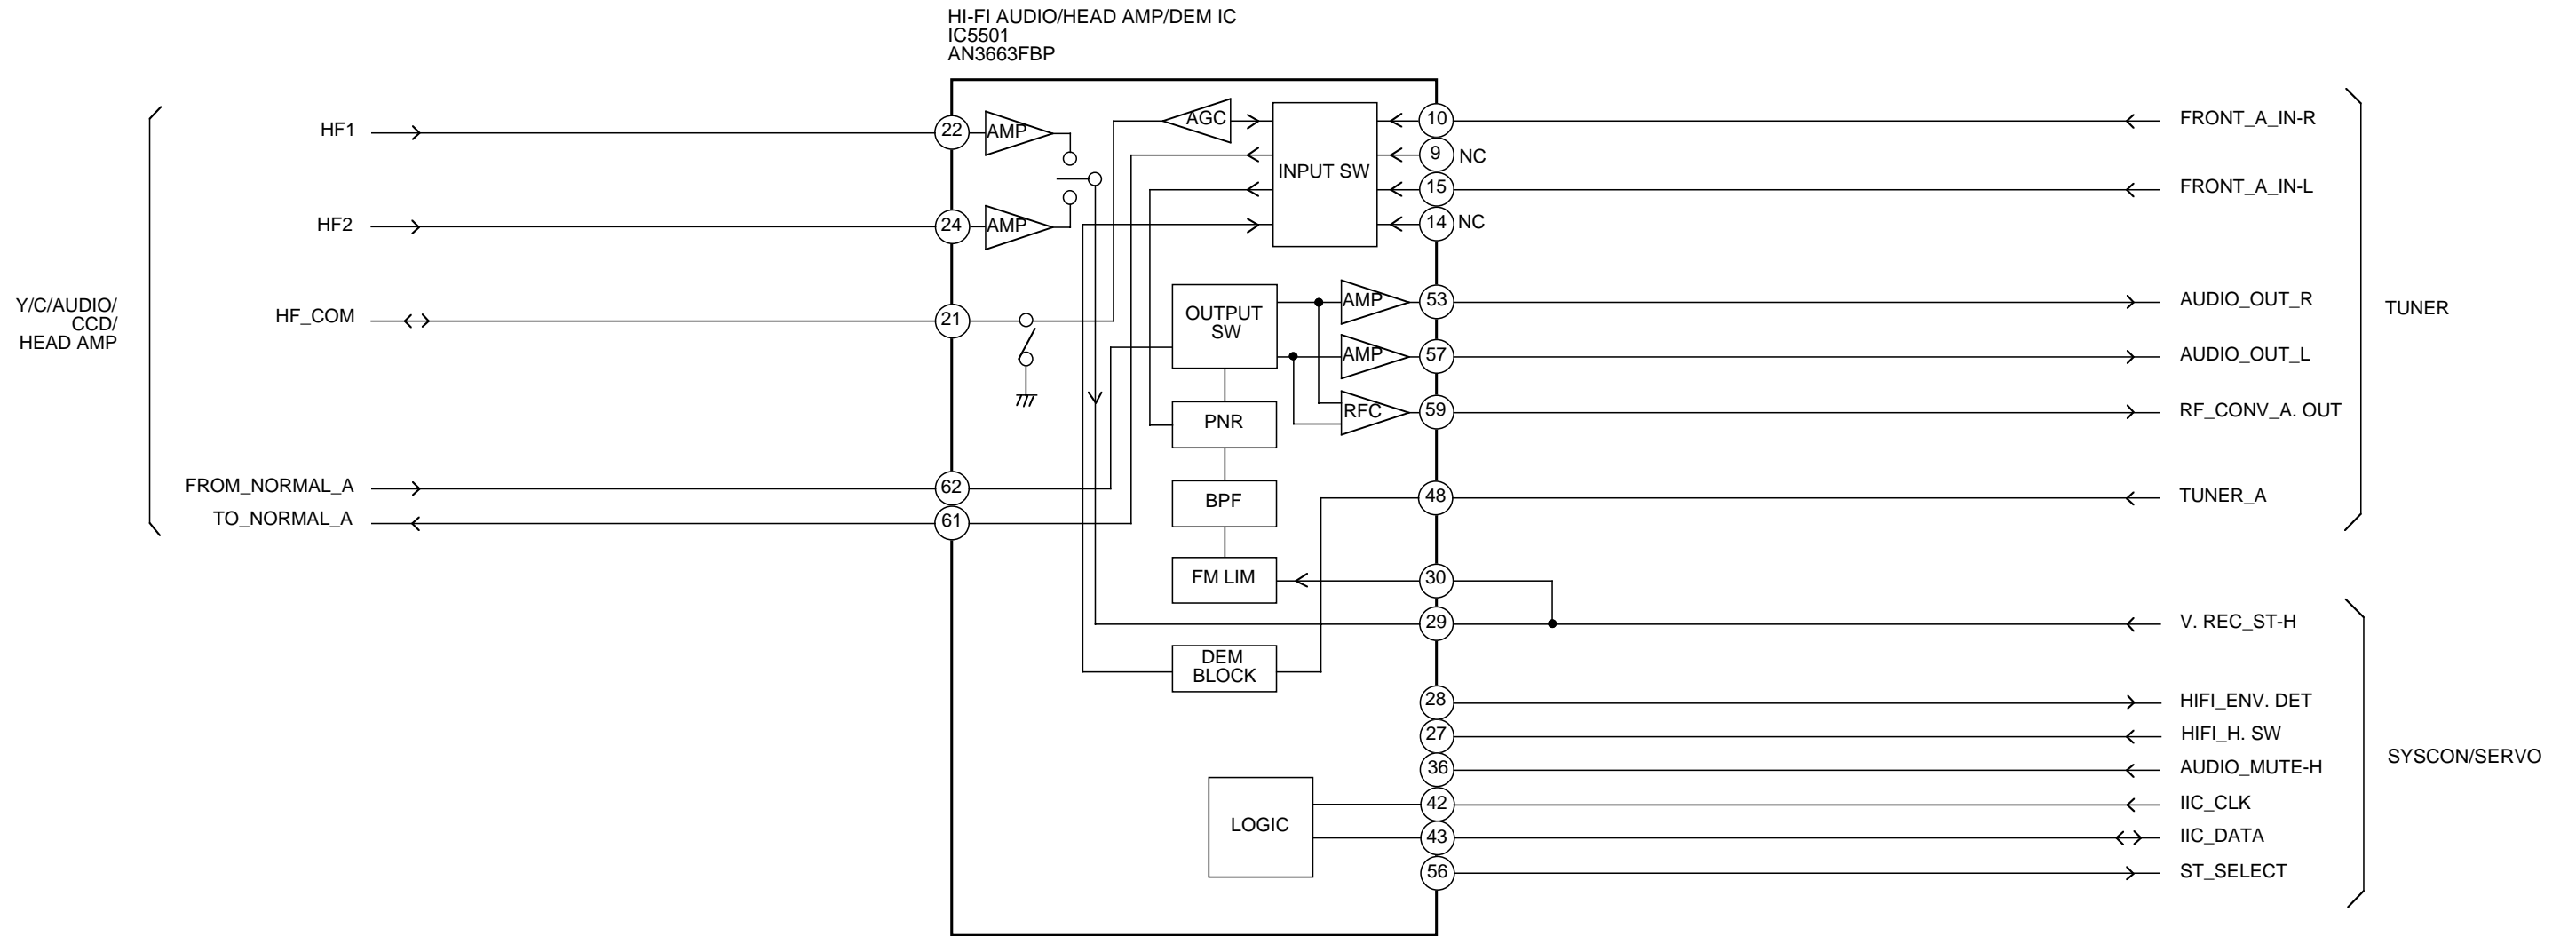 HI-FI AUDIO/HEAD AMP/DEM IC
IC5501
AN3663FBP
Y/C/AUDIO/
CCD/
HEAD AMP
HF1
HF2
HF_COM
FROM_NORMAL_A
TO_NORMAL_A
22
24
21
62
61
AMP
AMP
AGC
INPUT SW
OUTPUT
SW
AMP
AMP
RFC
PNR
BPF
FM LIM
DEM
BLOCK
LOGIC
10
9 NC
15
14 NC
53
57
59
48
30
29
28
27
36
42
43
56
FRONT_A_IN-R
FRONT_A_IN-L
AUDIO_OUT_R
AUDIO_OUT_L
RF_CONV_A. OUT
TUNER_A
TUNER
V. REC_ST-H
HIFI_ENV. DET
HIFI_H. SW
AUDIO_MUTE-H
IIC_CLK
IIC_DATA
ST_SELECT
SYSCON/SERVO